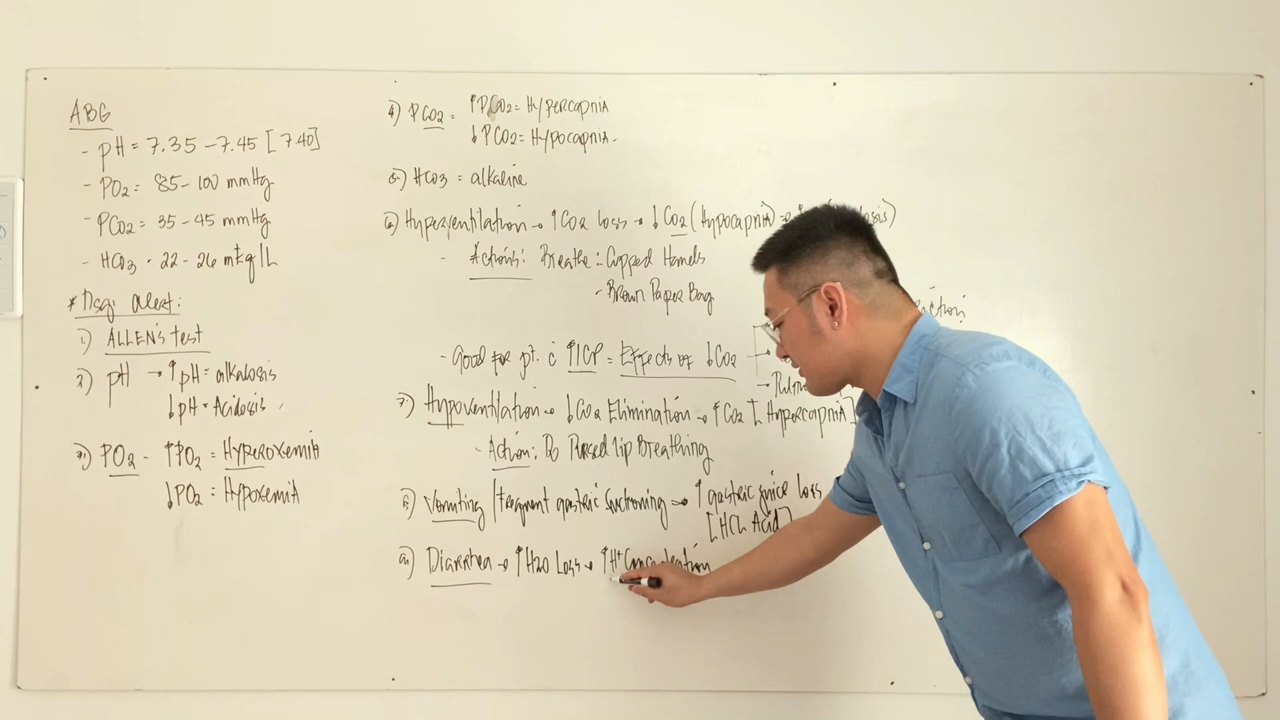 ABG
- pH = 7.35 - 7.45 [7.40]
- PO2 = 85 - 100 mmHg
- PCO2 = 35 - 45 mmHg
- HCO3 = 22 - 26 mEq/L
* Nsg. alert:
1.) ALLEN's test
2.) pH → ↑pH = alkalosis
↓pH = Acidosis
3.) PO2 - ↑PO2 = Hyperoxemia
↓PO2 = Hypoxemia
4.) PCO2 = ↑PCO2 = Hypercapnia
↓PCO2 = Hypocapnia
5.) HCO3 = alkaline
6.) Hyperventilation → ↑CO2 Loss → ↓CO2 (Hypocapnia)
- Actions: Breathe : Cupped Hands
- Brown Paper Bag
- Good for pt. c̄ ↑ICP = Effects of ↓CO2
7.) Hypoventilation → ↓CO2 Elimination → ↑CO2 [Hypercapnia]
- Action: Pursed Lip Breathing
8.) Vomiting / frequent gastric suctioning → ↑ gastric juice loss
[HCl Acid]
9.) Diarrhea → ↑H2O Loss → ↑H+ Concentration